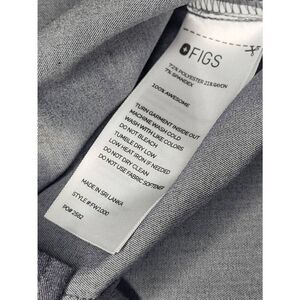 FIGS
72% POLYESTER 21% RAYON
7% SPANDEX
100% AWESOME
TURN GARMENT INSIDE OUT
MACHINE WASH COLD
WASH WITH LIKE COLORS
DO NOT BLEACH
TUMBLE DRY LOW
LOW HEAT IRON IF NEEDED
DO NOT DRY CLEAN
DO NOT USE FABRIC SOFTENER
MADE IN SRI LANKA
STYLE# FW1000
PO# 2592